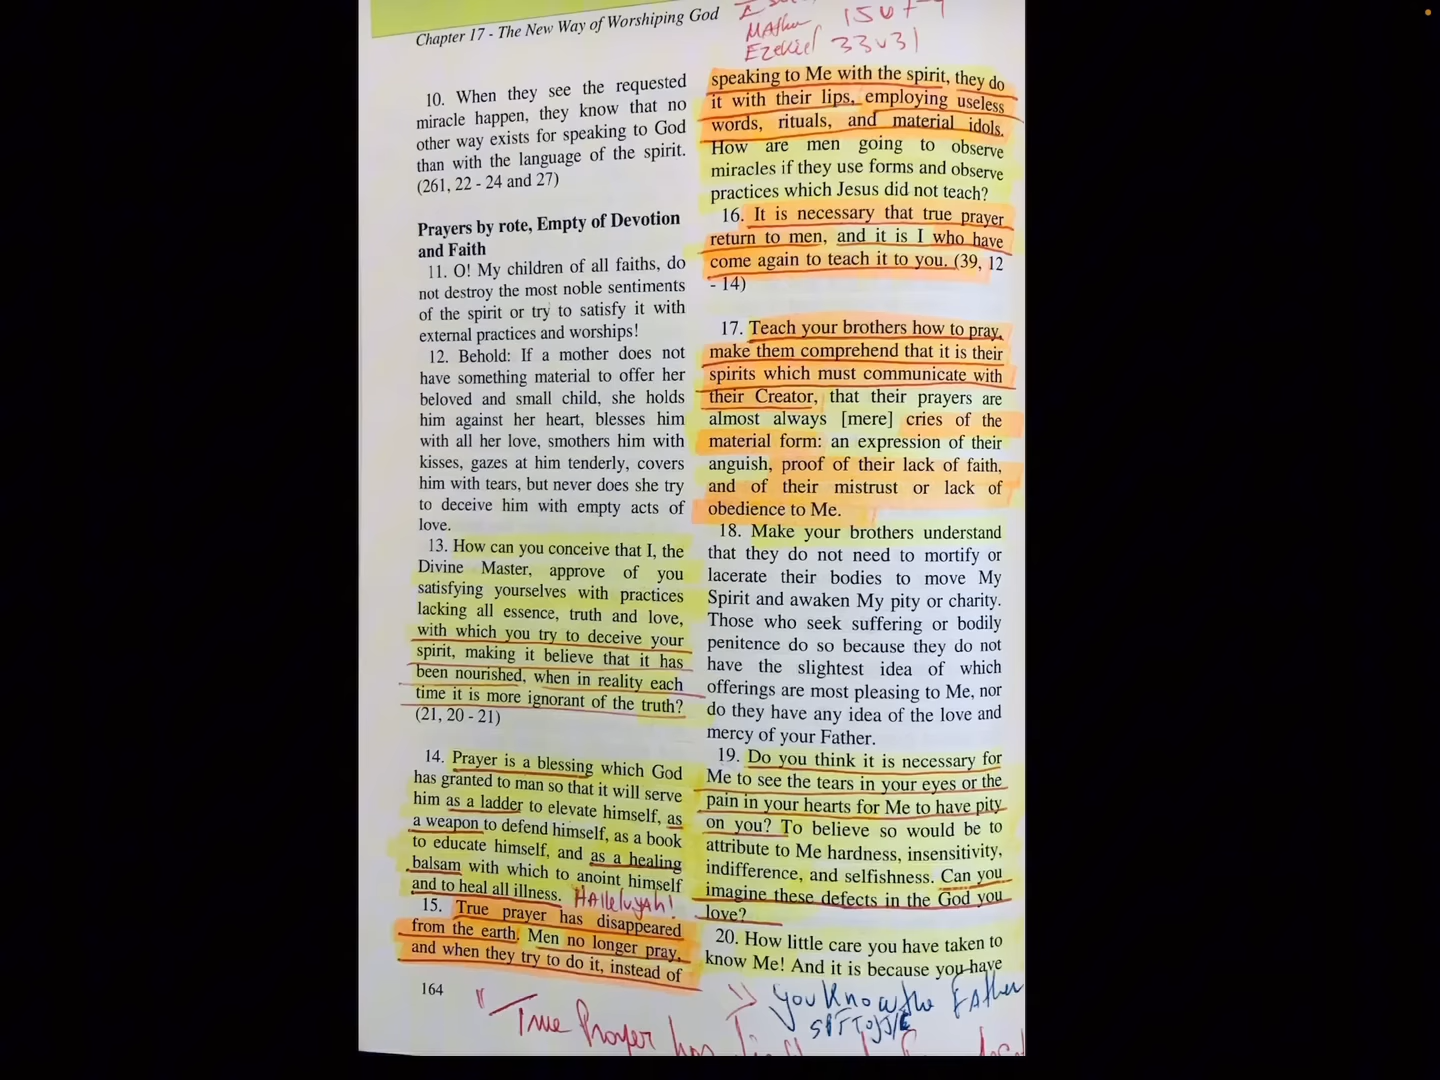 Chapter 17 - The New Way of Worshiping God
15v7-9
Ezekiel 33v31
10. When they see the requested
miracle happen, they know that no
other way exists for speaking to God
than with the language of the spirit.
(261, 22 - 24 and 27)
Prayers by rote, Empty of Devotion
and Faith
11. O! My children of all faiths, do
not destroy the most noble sentiments
of the spirit or try to satisfy it with
external practices and worships!
12. Behold: If a mother does not
have something material to offer her
beloved and small child, she holds
him against her heart, blesses him
with all her love, smothers him with
kisses, gazes at him tenderly, covers
him with tears, but never does she try
to deceive him with empty acts of
love.
13. How can you conceive that I, the
Divine Master, approve of you
satisfying yourselves with practices
lacking all essence, truth and love,
with which you try to deceive your
spirit, making it believe that it has
been nourished, when in reality each
time it is more ignorant of the truth?
(21, 20 - 21)
14. Prayer is a blessing which God
has granted to man so that it will serve
him as a ladder to elevate himself, as
a weapon to defend himself, as a book
to educate himself, and as a healing
balsam with which to anoint himself
and to heal all illness. HAlleluyAh!
15. True prayer has disappeared
from the earth. Men no longer pray,
and when they try to do it, instead of
164
speaking to Me with the spirit, they do
it with their lips, employing useless
words, rituals, and material idols.
How are men going to observe
miracles if they use forms and observe
practices which Jesus did not teach?
16. It is necessary that true prayer
return to men, and it is I who have
come again to teach it to you. (39, 12
- 14)
17. Teach your brothers how to pray,
make them comprehend that it is their
spirits which must communicate with
their Creator, that their prayers are
almost always [mere] cries of the
material form: an expression of their
anguish, proof of their lack of faith,
and of their mistrust or lack of
obedience to Me.
18. Make your brothers understand
that they do not need to mortify or
lacerate their bodies to move My
Spirit and awaken My pity or charity.
Those who seek suffering or bodily
penitence do so because they do not
have the slightest idea of which
offerings are most pleasing to Me, nor
do they have any idea of the love and
mercy of your Father.
19. Do you think it is necessary for
Me to see the tears in your eyes or the
pain in your hearts for Me to have pity
on you? To believe so would be to
attribute to Me hardness, insensitivity,
indifference, and selfishness. Can you
imagine these defects in the God you
love?
20. How little care you have taken to
know Me! And it is because you have
you Know the Father
"True Prayer has